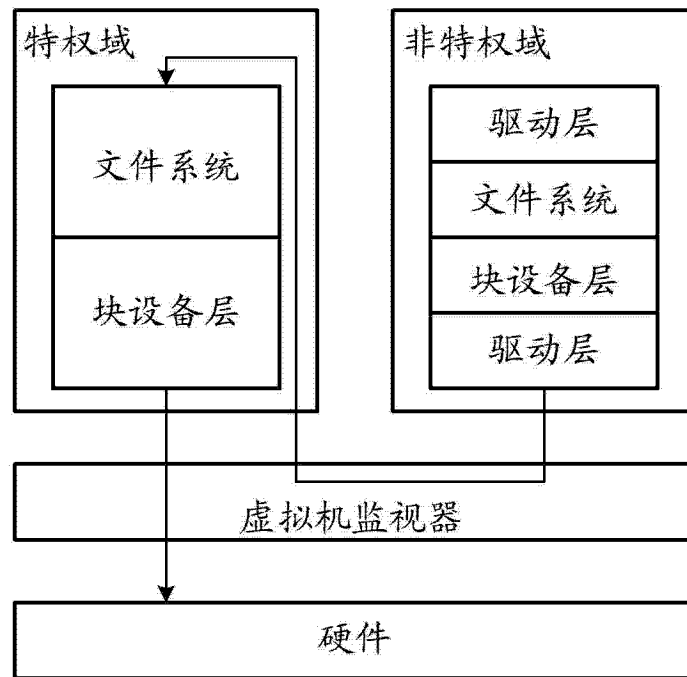 特权域
文件系统
块设备层
非特权域
驱动层
文件系统
块设备层
驱动层
虚拟机监视器
硬件